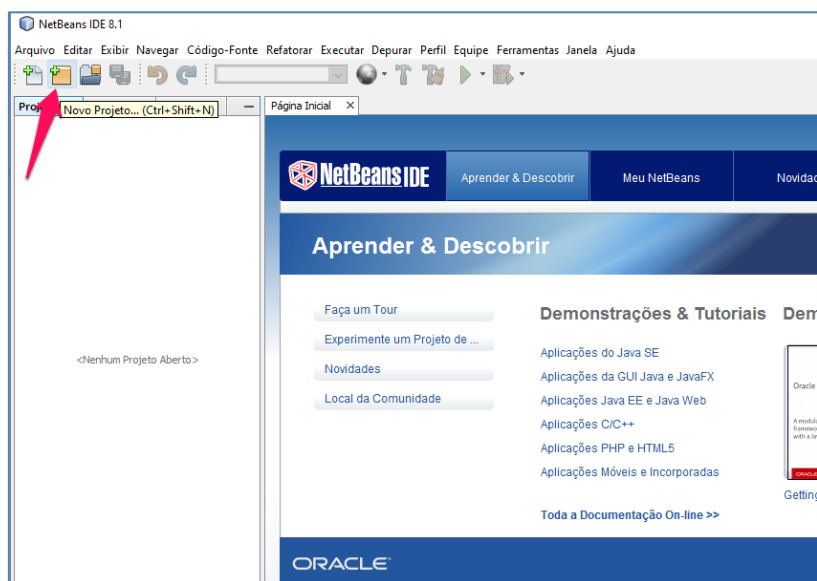 NetBeans IDE 8.1
Arquivo Editar Exibir Navegar Código-Fonte Refatorar Executar Depurar Perfil Equipe Ferramentas Janela Ajuda
Novo Projeto... (Ctrl+Shift+N)
Página Inicial
NetBeans IDE
Aprender & Descobrir
Meu NetBeans
Aprender & Descobrir
Faça um Tour
Experimente um Projeto de ...
Novidades
Local da Comunidade
<Nenhum Projeto Aberto>
Demonstrações & Tutoriais
Aplicações do Java SE
Aplicações da GUI Java e JavaFX
Aplicações Java EE e Java Web
Aplicações C/C++
Aplicações PHP e HTML5
Aplicações Móveis e Incorporadas
Toda a Documentação On-line >>
Oracle
ORACLE